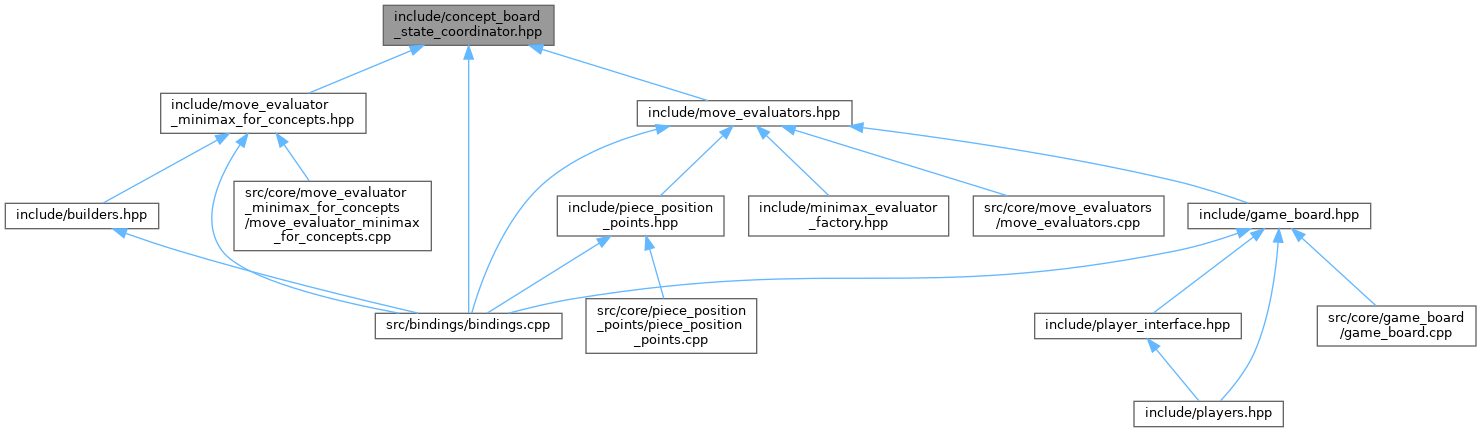 include/concept_board
_state_coordinator.hpp
include/move_evaluator
_minimax_for_concepts.hpp
include/move_evaluators.hpp
include/builders.hpp
src/core/move_evaluator
_minimax_for_concepts
/move_evaluator_minimax
_for_concepts.cpp
include/piece_position
_points.hpp
include/minimax_evaluator
_factory.hpp
src/core/move_evaluators
/move_evaluators.cpp
include/game_board.hpp
src/bindings/bindings.cpp
src/core/piece_position
_points/piece_position
_points.cpp
include/player_interface.hpp
src/core/game_board
/game_board.cpp
include/players.hpp